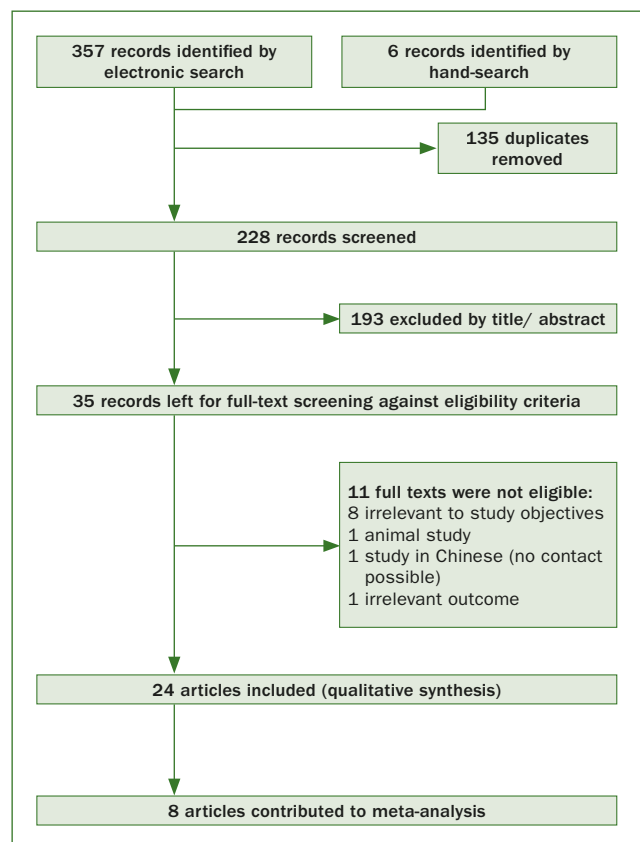 357 records identified by
electronic search
6 records identified by
hand-search
135 duplicates
removed
228 records screened
193 excluded by title/ abstract
35 records left for full-text screening against eligibility criteria
11 full texts were not eligible:
8 irrelevant to study objectives
1 animal study
1 study in Chinese (no contact
possible)
1 irrelevant outcome
24 articles included (qualitative synthesis)
8 articles contributed to meta-analysis